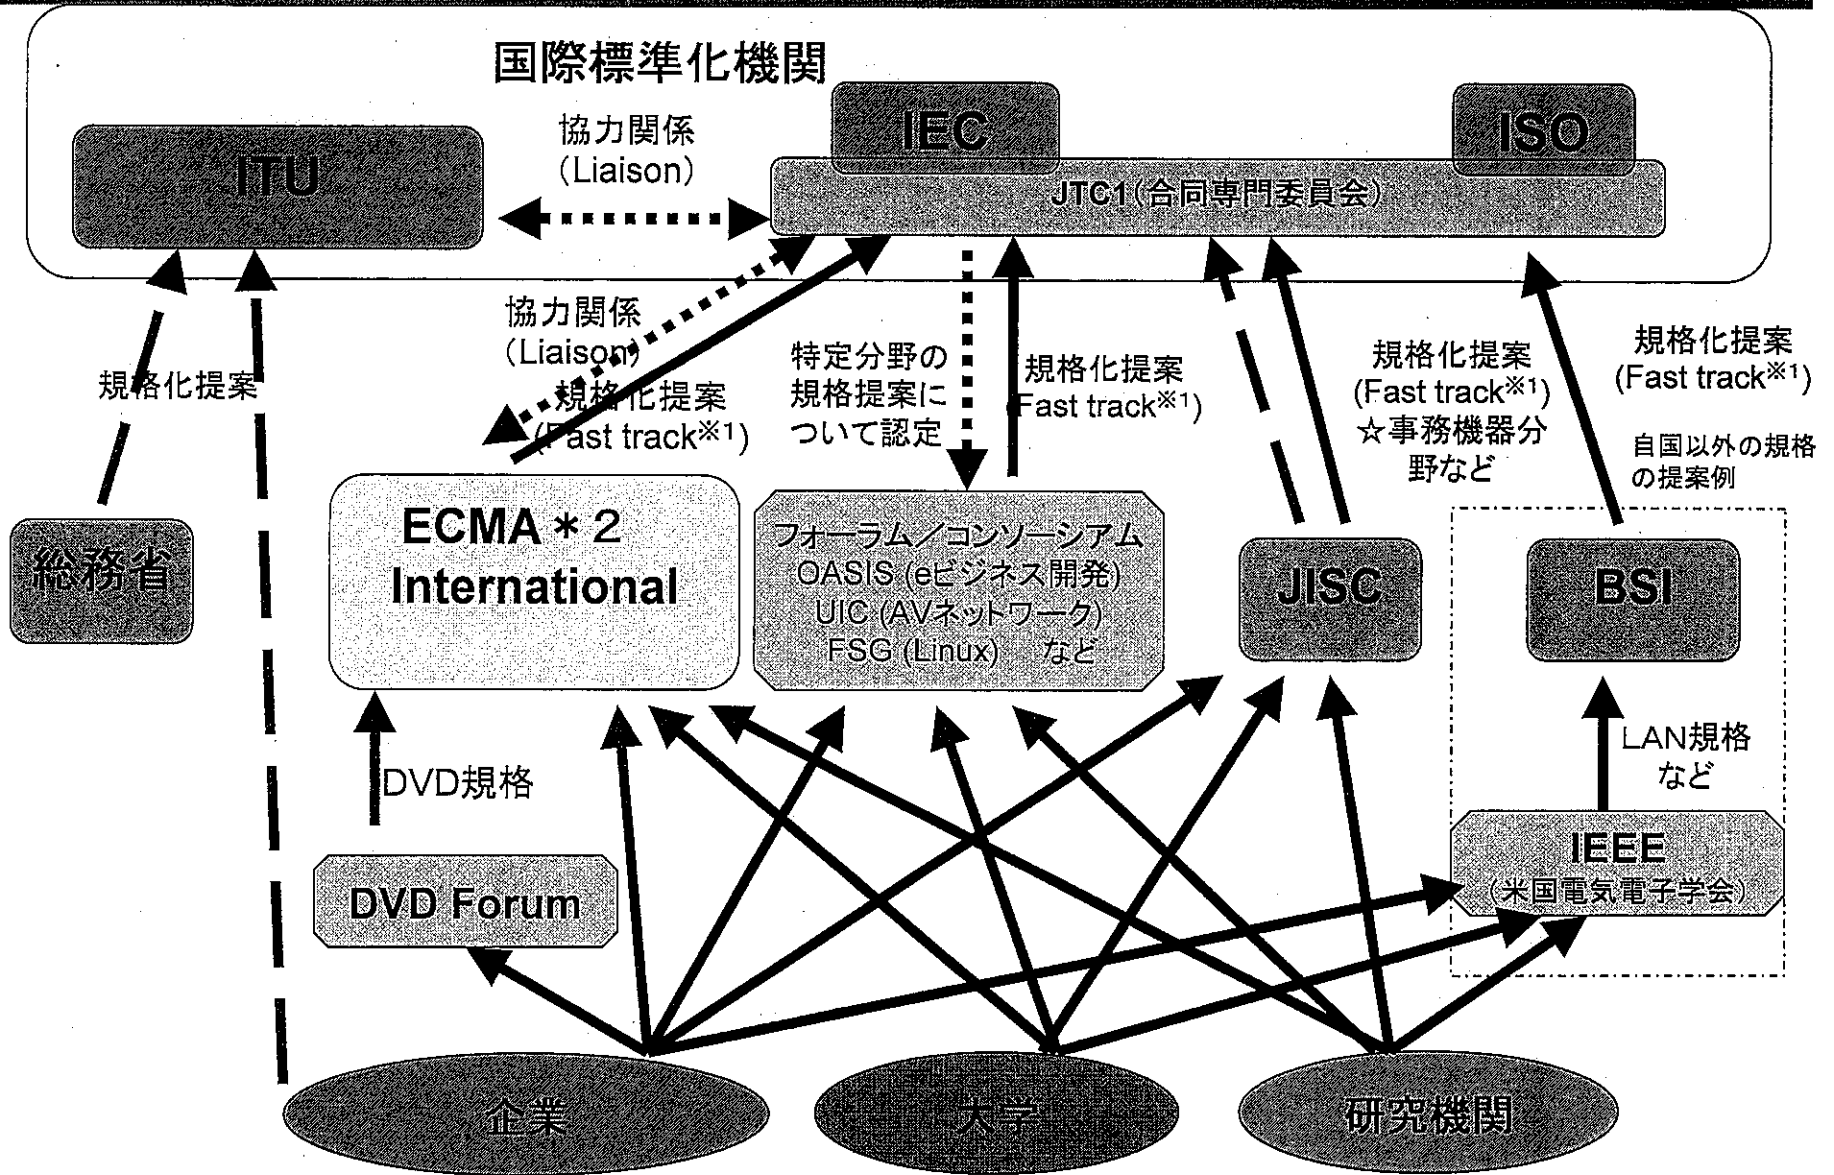 国際標準化機関
ITU
協力関係
(Liaison)
IEC
ISO
JTC1(合同専門委員会)
規格化提案
協力関係
(Liaison)
規格化提案
(Fast track※1)
特定分野の
規格提案に
ついて認定
規格化提案
(Fast track※1)
規格化提案
(Fast track※1)
☆事務機器分
野など
規格化提案
(Fast track※1)
自国以外の規格
の提案例
総務省
ECMA＊2
International
フォーラム／コンソーシアム
OASIS (eビジネス開発)
UIC (AVネットワーク)
FSG (Linux)　など
JISC
BSI
DVD規格
LAN規格
など
DVD Forum
IEEE
(米国電気電子学会)
企業
大学
研究機関